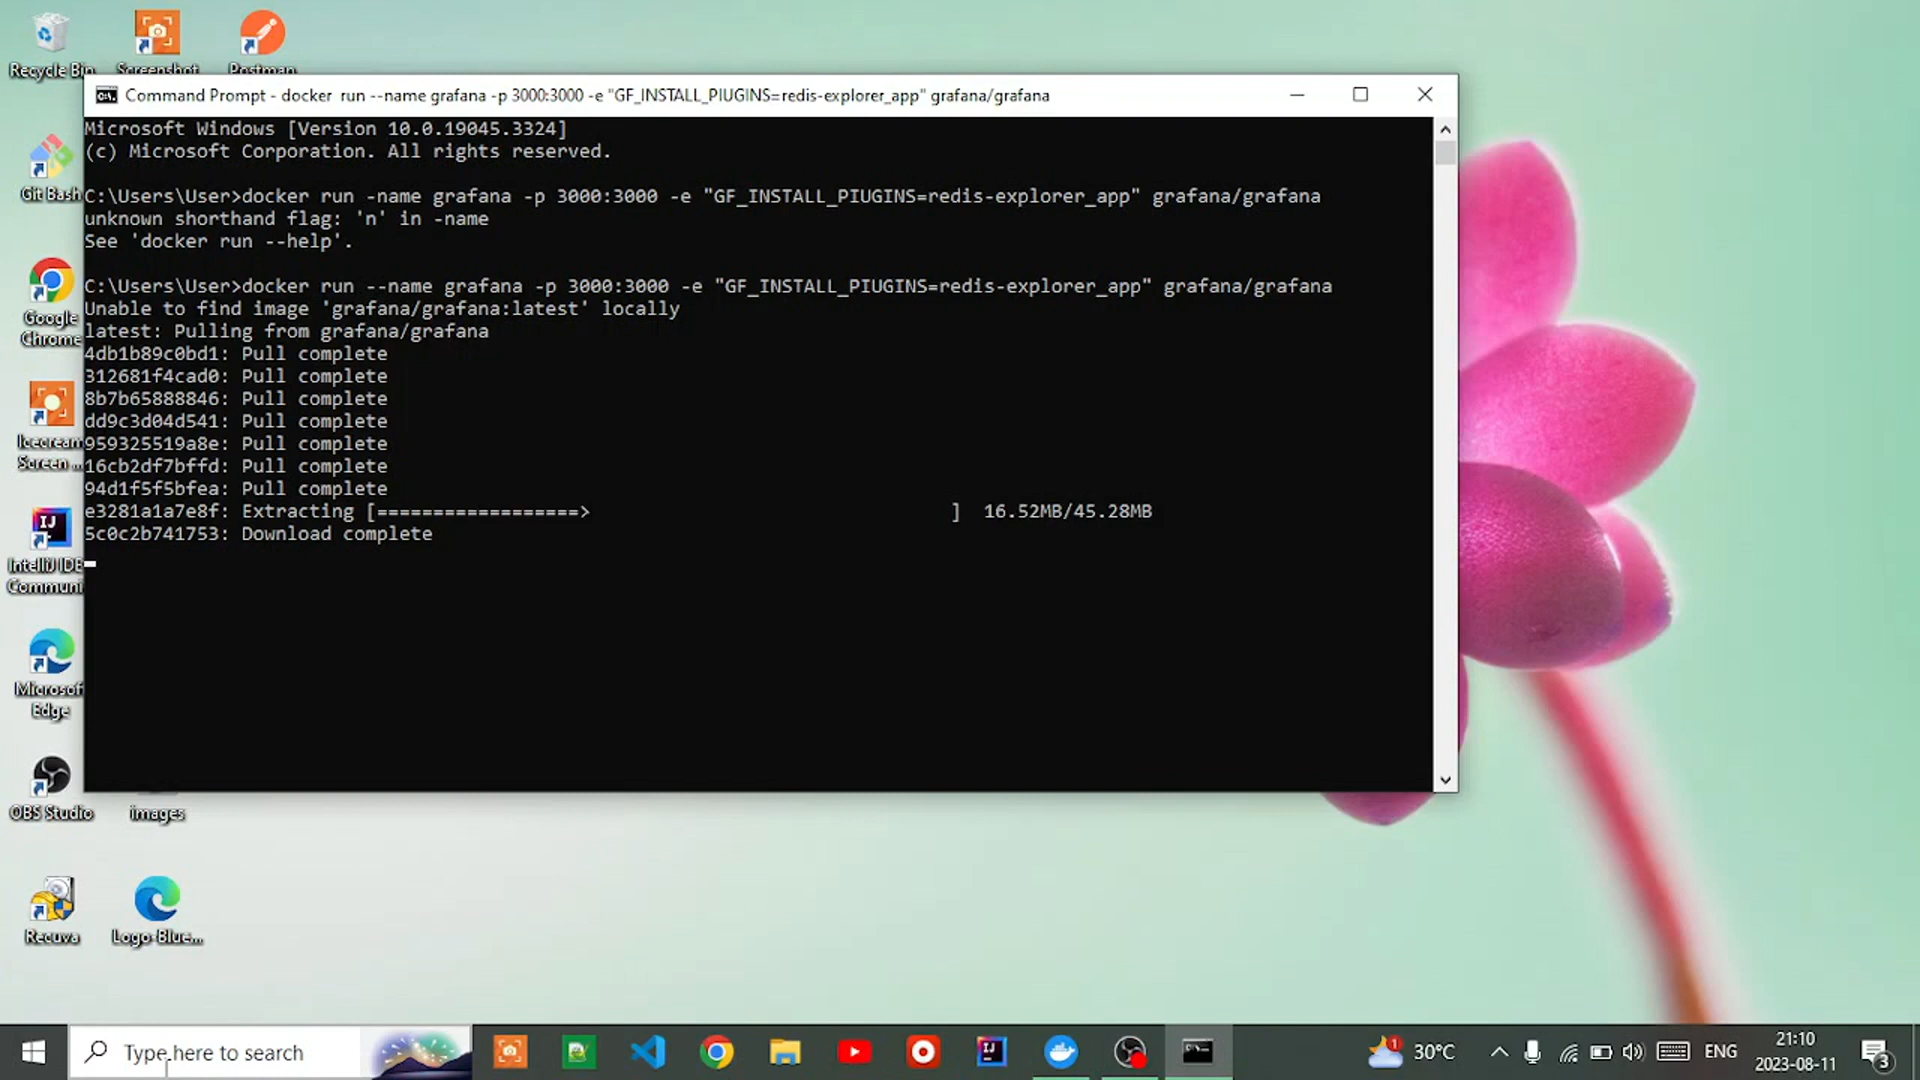 Recycle Bin
Screenshot
Postman
Command Prompt - docker  run --name grafana -p 3000:3000 -e "GF_INSTALL_PIUGINS=redis-explorer_app" grafana/grafana
Microsoft Windows [Version 10.0.19045.3324]
(c) Microsoft Corporation. All rights reserved.
C:\Users\User>docker run -name grafana -p 3000:3000 -e "GF_INSTALL_PIUGINS=redis-explorer_app" grafana/grafana
unknown shorthand flag: 'n' in -name
See 'docker run --help'.
C:\Users\User>docker run --name grafana -p 3000:3000 -e "GF_INSTALL_PIUGINS=redis-explorer_app" grafana/grafana
Unable to find image 'grafana/grafana:latest' locally
latest: Pulling from grafana/grafana
4db1b89c0bd1: Pull complete
312681f4cad0: Pull complete
8b7b65888846: Pull complete
dd9c3d04d541: Pull complete
959325519a8e: Pull complete
16cb2df7bffd: Pull complete
94d1f5f5bfea: Pull complete
e3281a1a7e8f: Extracting [==================>                                ]  16.52MB/45.28MB
5c0c2b741753: Download complete
Git Bash
Google
Chrome
Icecream
Screen ...
IntelliJ IDE
Communi
Microsof
Edge
OBS Studio
images
Recuva
Logo-Blue...
Type here to search
1
30°C
ENG
21:10
2023-08-11
3